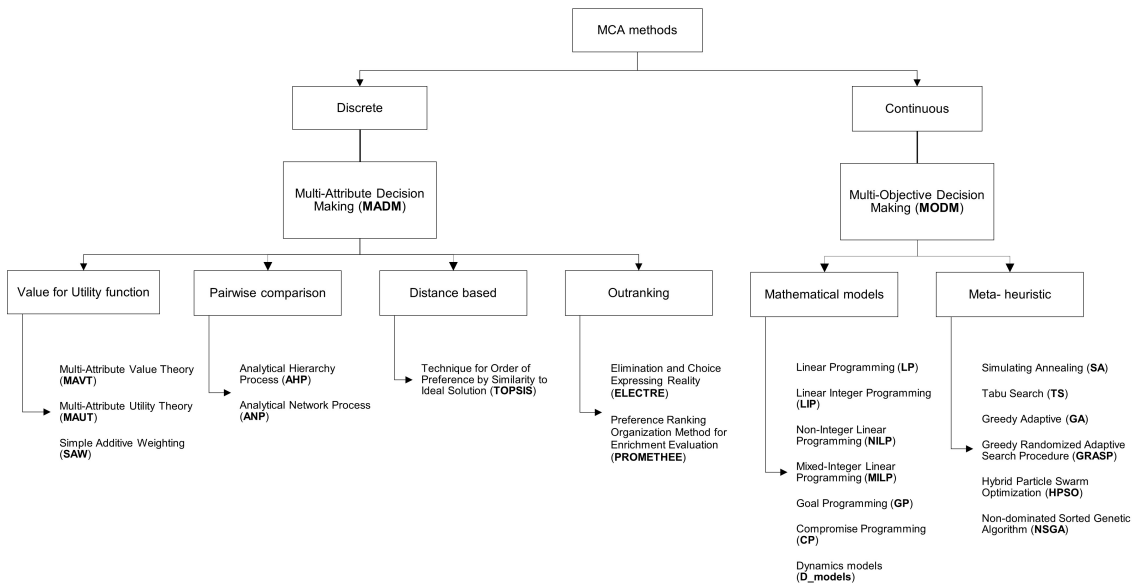 MCA methods
Discrete
Continuous
Multi-Attribute Decision
Making (MADM)
Multi-Objective Decision
Making (MODM)
Value for Utility function
Pairwise comparison
Distance based
Outranking
Mathematical models
Meta- heuristic
Multi-Attribute Value Theory
(MAVT)
Multi-Attribute Utility Theory
(MAUT)
Simple Additive Weighting
(SAW)
Analytical Hierarchy
Process (AHP)
Analytical Network Process
(ANP)
Technique for Order of
Preference by Similarity to
Ideal Solution (TOPSIS)
Elimination and Choice
Expressing Reality
(ELECTRE)
Preference Ranking
Organization Method for
Enrichment Evaluation
(PROMETHEE)
Linear Programming (LP)
Linear Integer Programming
(LIP)
Non-Integer Linear
Programming (NILP)
Mixed-Integer Linear
Programming (MILP)
Goal Programming (GP)
Compromise Programming
(CP)
Dynamics models
(D_models)
Simulating Annealing (SA)
Tabu Search (TS)
Greedy Adaptive (GA)
Greedy Randomized Adaptive
Search Procedure (GRASP)
Hybrid Particle Swarm
Optimization (HPSO)
Non-dominated Sorted Genetic
Algorithm (NSGA)